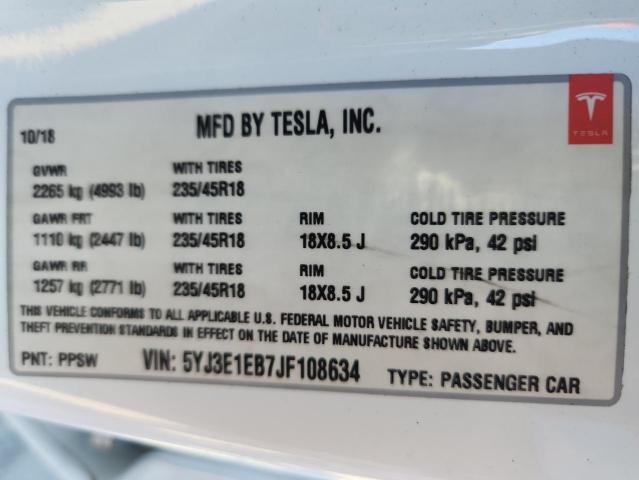 10/18 MFD BY TESLA, INC.
TESLA
GVWR WITH TIRES
2265 kg (4993 lb) 235/45R18
GAWR FRT WITH TIRES RIM COLD TIRE PRESSURE
1110 kg (2447 lb) 235/45R18 18X8.5 J 290 kPa, 42 psi
GAWR RR WITH TIRES RIM COLD TIRE PRESSURE
1257 kg (2771 lb) 235/45R18 18X8.5 J 290 kPa, 42 psi
THIS VEHICLE CONFORMS TO ALL APPLICABLE U.S. FEDERAL MOTOR VEHICLE SAFETY, BUMPER, AND
THEFT PREVENTION STANDARDS IN EFFECT ON THE DATE OF MANUFACTURE SHOWN ABOVE.
PNT: PPSW VIN: 5YJ3E1EB7JF108634 TYPE: PASSENGER CAR